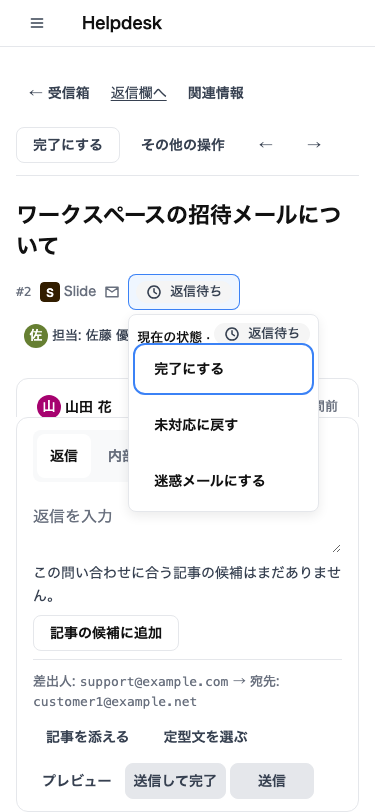 Helpdesk
← 受信箱 返信欄へ 関連情報
完了にする その他の操作 ← →
ワークスペースの招待メールにつ
いて
#2 S Slide 返信待ち
佐 担当: 佐藤 優
現在の状態 · 返信待ち
完了にする
未対応に戻す
迷惑メールにする
山 山田 花 間前
返信 内部
返信を入力
この問い合わせに合う記事の候補はまだありませ
ん。
記事の候補に追加
差出人: support@example.com → 宛先:
customer1@example.net
記事を添える 定型文を選ぶ
プレビュー 送信して完了 送信